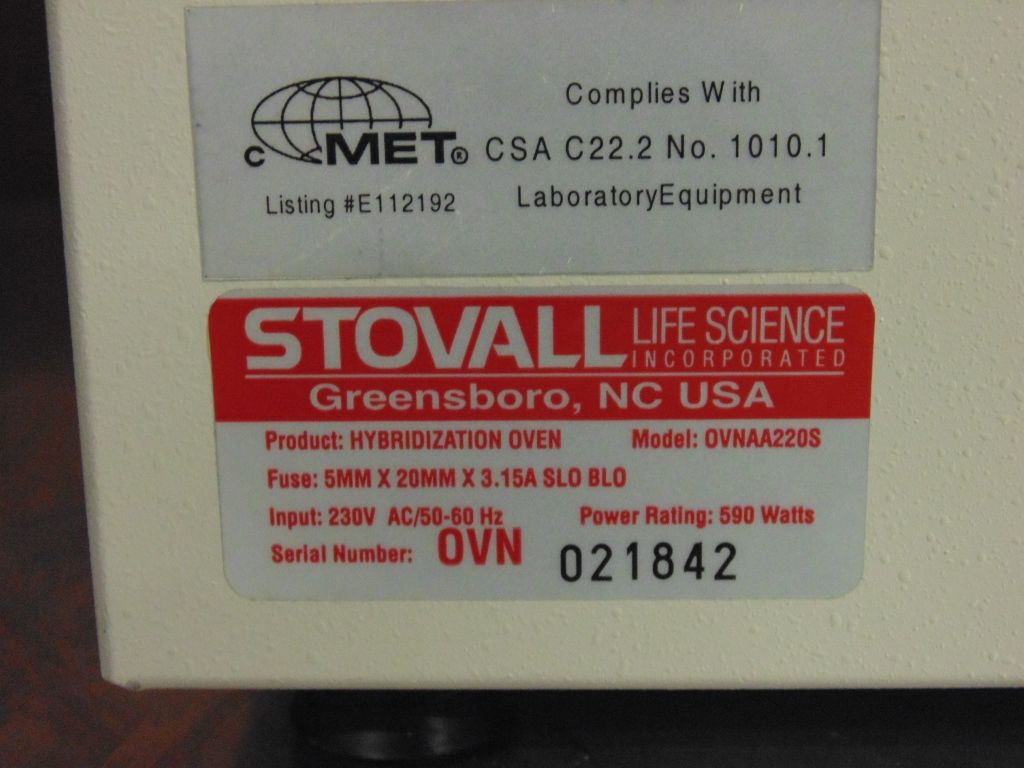 c MET® Complies With
CSA C22.2 No. 1010.1
Listing #E112192 LaboratoryEquipment
STOVALL LIFE SCIENCE
INCORPORATED
Greensboro, NC USA
Product: HYBRIDIZATION OVEN Model: OVNAA220S
Fuse: 5MM X 20MM X 3.15A SLO BLO
Input: 230V AC/50-60 Hz Power Rating: 590 Watts
Serial Number: OVN 021842